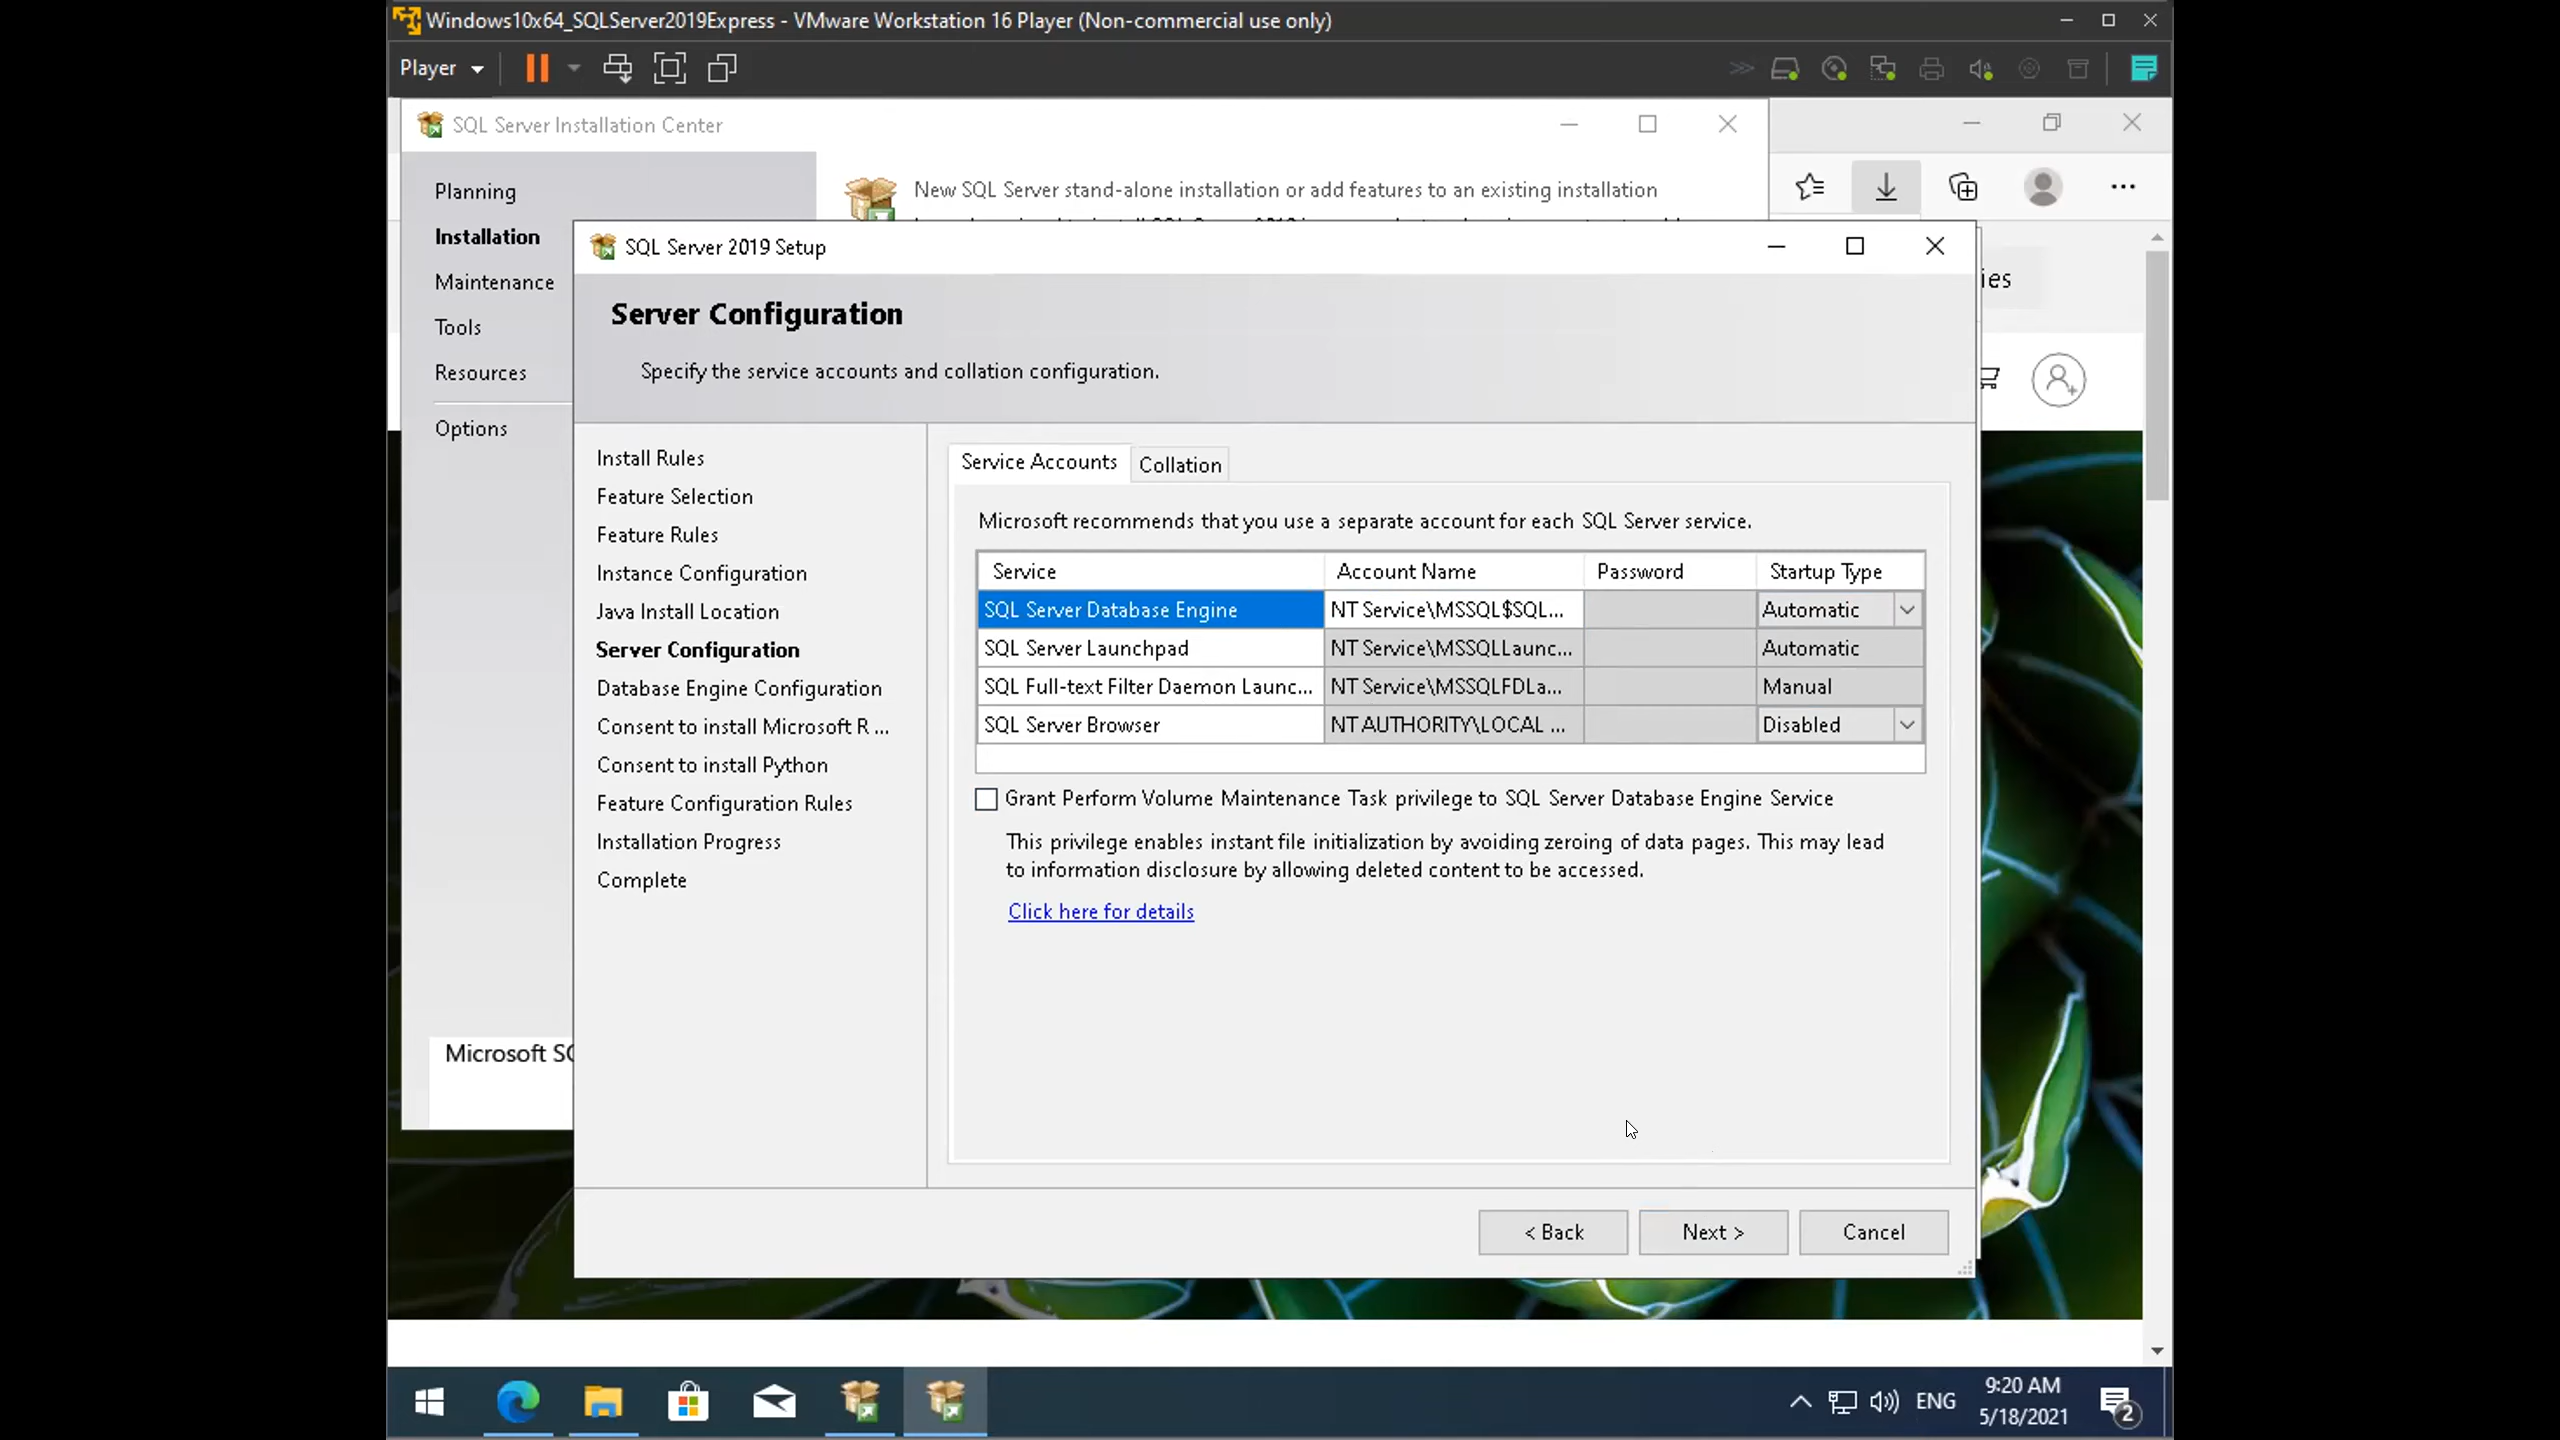 Windows10x64_SQLServer2019Express - VMware Workstation 16 Player (Non-commercial use only)
Player
SQL Server Installation Center
Planning
Installation
Maintenance
Tools
Resources
Options
New SQL Server stand-alone installation or add features to an existing installation
Microsoft SQ
ies
SQL Server 2019 Setup
Server Configuration
Specify the service accounts and collation configuration.
Install Rules
Feature Selection
Feature Rules
Instance Configuration
Java Install Location
Server Configuration
Database Engine Configuration
Consent to install Microsoft R ...
Consent to install Python
Feature Configuration Rules
Installation Progress
Complete
Service Accounts Collation
Microsoft recommends that you use a separate account for each SQL Server service.
Service Account Name Password Startup Type
SQL Server Database Engine NT Service\MSSQL$SQL... Automatic
SQL Server Launchpad NT Service\MSSQLLaunc... Automatic
SQL Full-text Filter Daemon Launc... NT Service\MSSQLFDLa... Manual
SQL Server Browser NT AUTHORITY\LOCAL ... Disabled
Grant Perform Volume Maintenance Task privilege to SQL Server Database Engine Service
This privilege enables instant file initialization by avoiding zeroing of data pages. This may lead
to information disclosure by allowing deleted content to be accessed.
Click here for details
< Back Next > Cancel
ENG
9:20 AM
5/18/2021
2